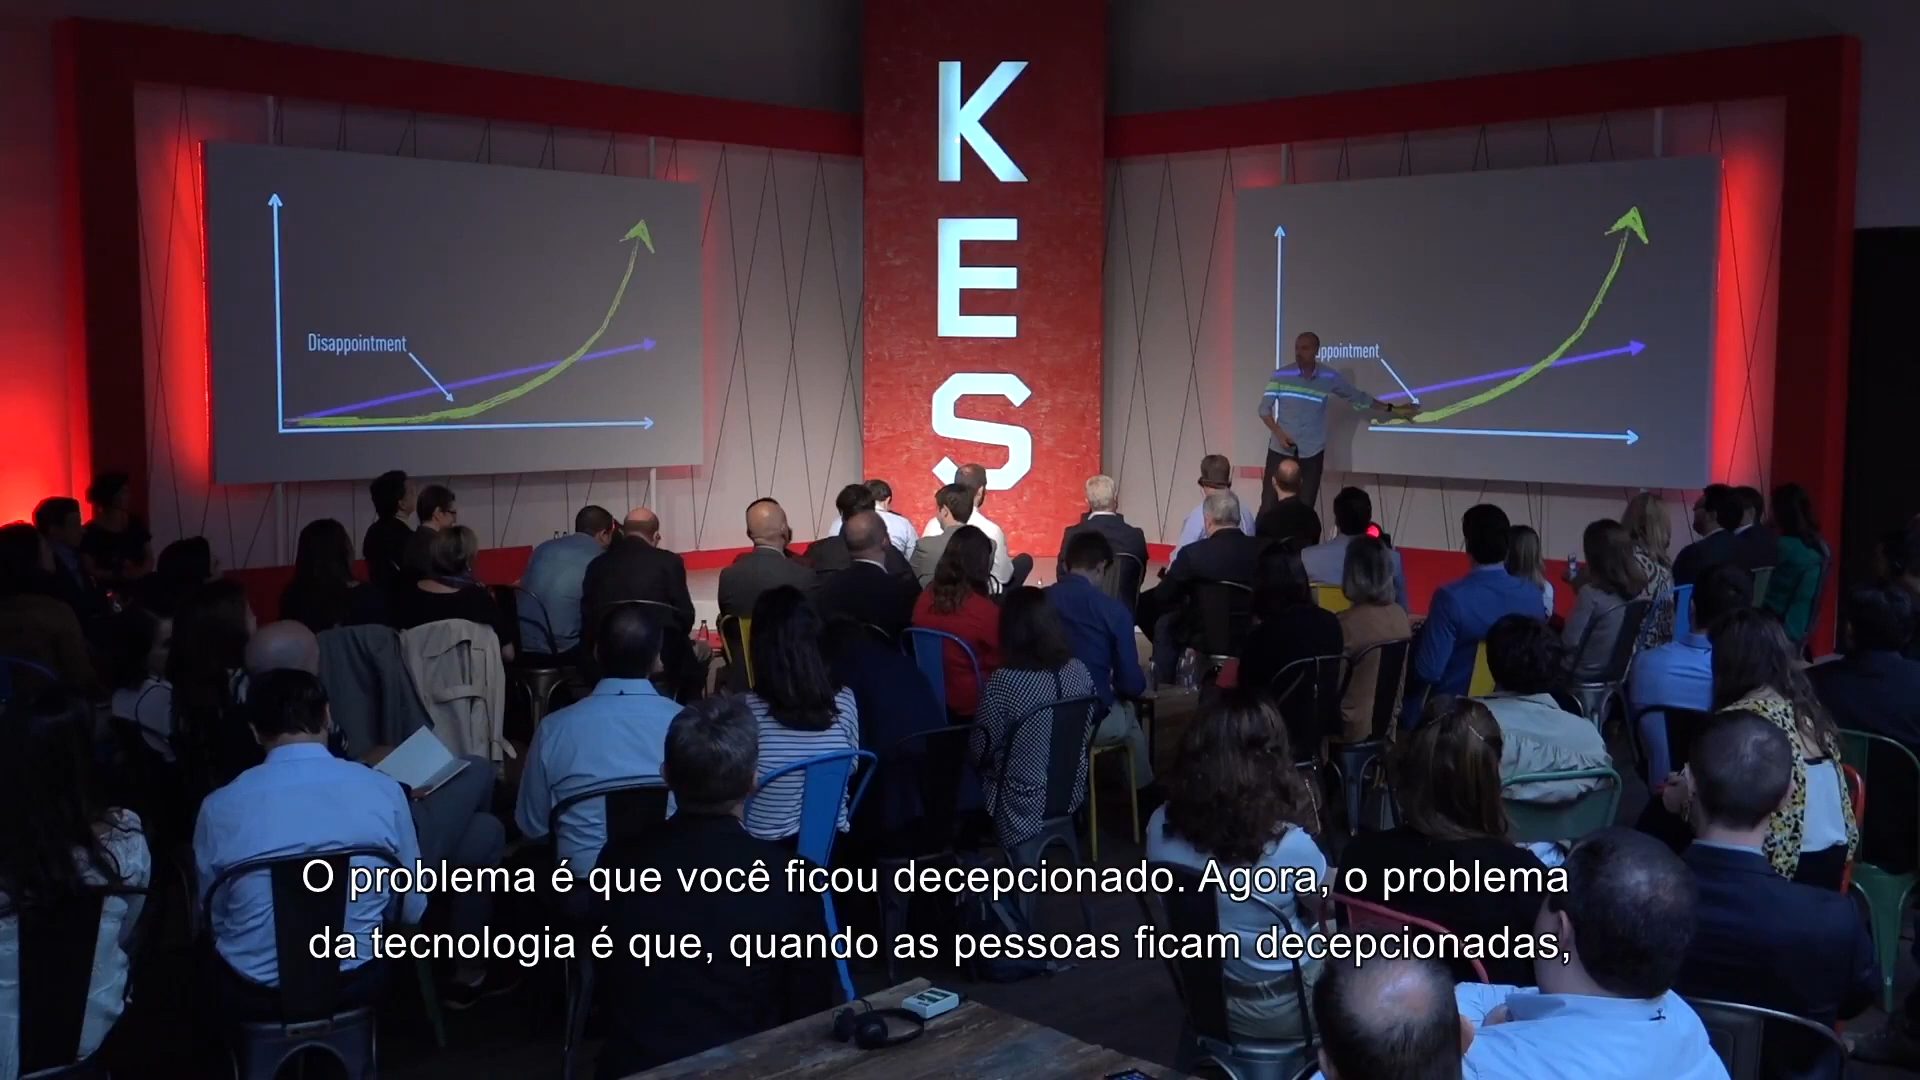 KES
Disappointment
ppointment
O problema é que você ficou decepcionado. Agora, o problema
da tecnologia é que, quando as pessoas ficam decepcionadas,